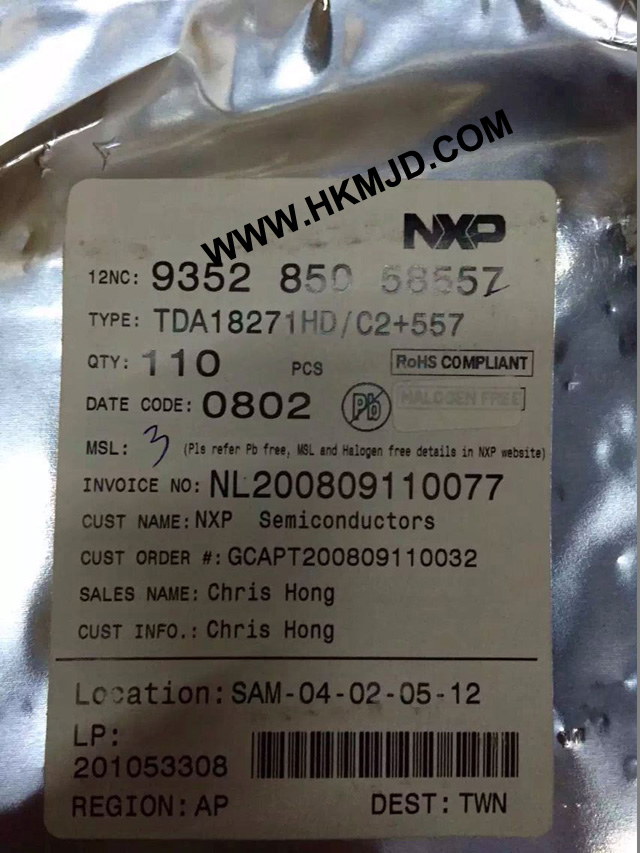 WWW.HKMJD.COM
NXP
12NC: 9352 850 58557
TYPE: TDA18271HD/C2+557
QTY: 110 PCS RoHS COMPLIANT
DATE CODE: 0802 Pb HALOGEN FREE
MSL: 3 (Pls refer Pb free, MSL and Halogen free details in NXP website)
INVOICE NO: NL200809110077
CUST NAME: NXP Semiconductors
CUST ORDER #: GCAPT200809110032
SALES NAME: Chris Hong
CUST INFO.: Chris Hong
Location: SAM-04-02-05-12
LP:
201053308
REGION: AP DEST: TWN